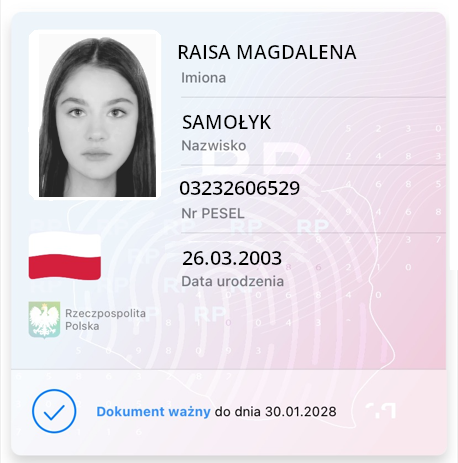 RAISA MAGDALENA
Imiona
SAMOŁYK
Nazwisko
03232606529
Nr PESEL
26.03.2003
Data urodzenia
Rzeczpospolita
Polska
Dokument ważny do dnia 30.01.2028
RP
RP
RP